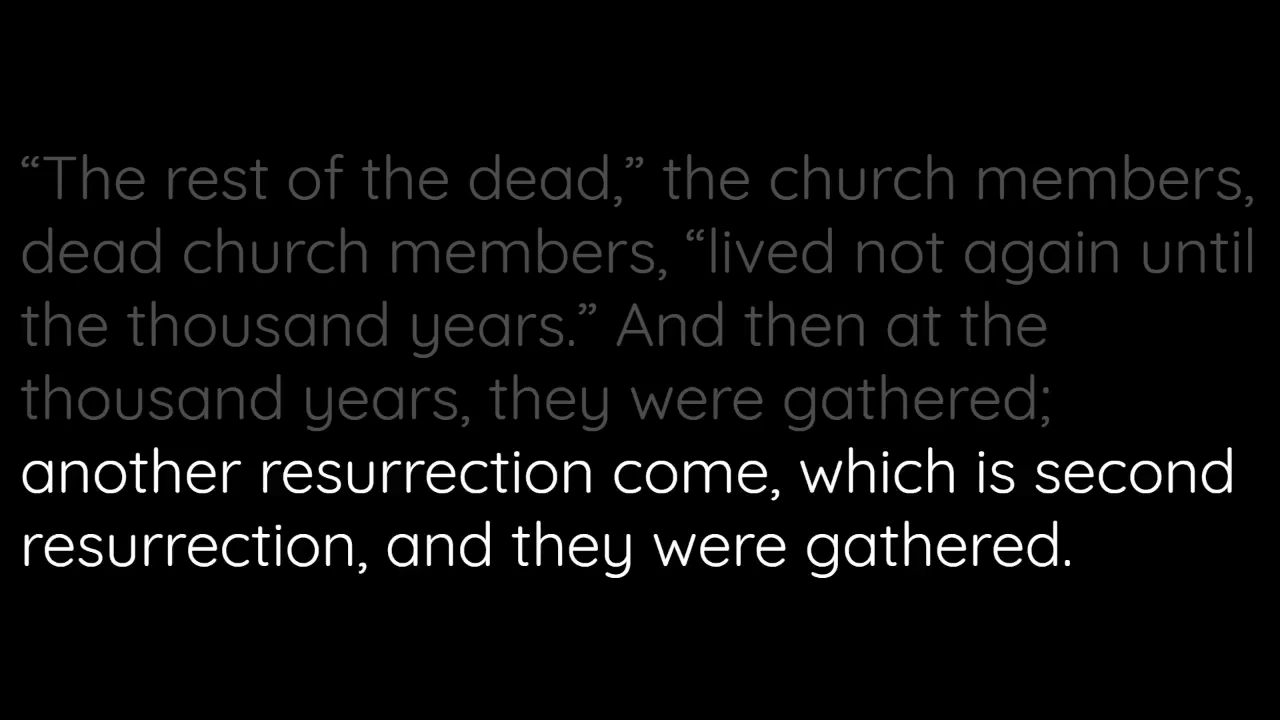 “The rest of the dead,” the church members,
dead church members, “lived not again until
the thousand years.” And then at the
thousand years, they were gathered;
another resurrection come, which is second
resurrection, and they were gathered.